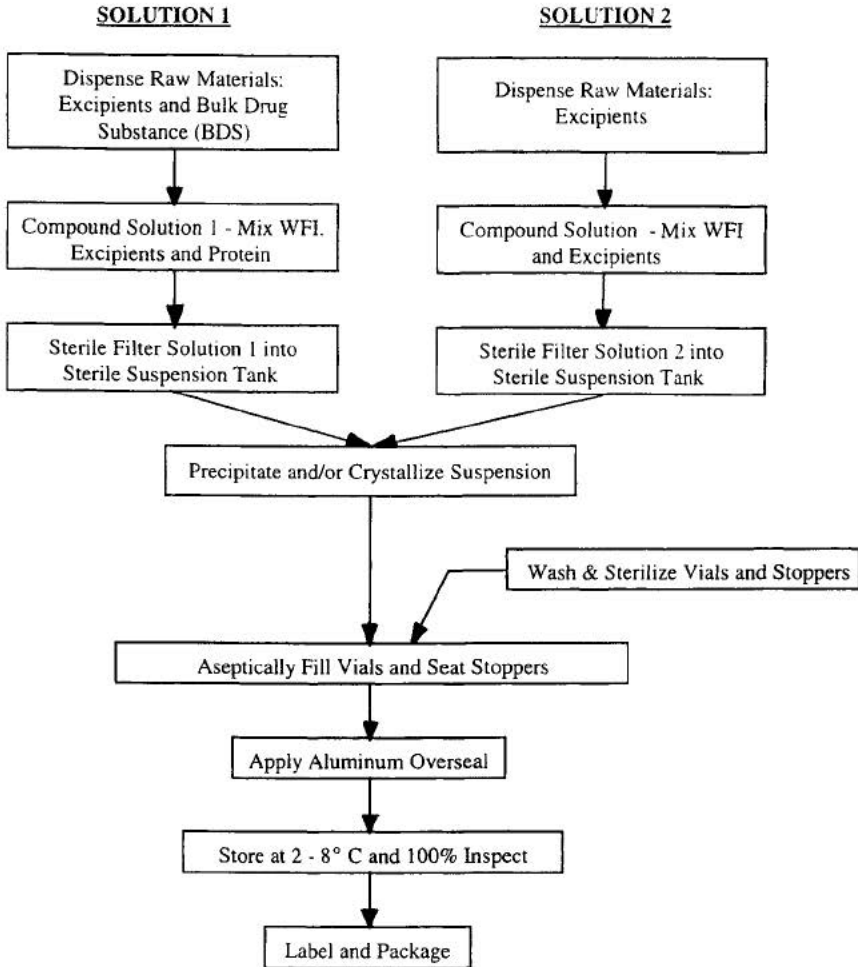 SOLUTION 1
SOLUTION 2
Dispense Raw Materials:
Excipients and Bulk Drug
Substance (BDS)
Dispense Raw Materials:
Excipients
Compound Solution 1 - Mix WFI.
Excipients and Protein
Compound Solution - Mix WFI
and Excipients
Sterile Filter Solution 1 into
Sterile Suspension Tank
Sterile Filter Solution 2 into
Sterile Suspension Tank
Precipitate and/or Crystallize Suspension
Wash & Sterilize Vials and Stoppers
Aseptically Fill Vials and Seat Stoppers
Apply Aluminum Overseal
Store at 2 - 8° C and 100% Inspect
Label and Package